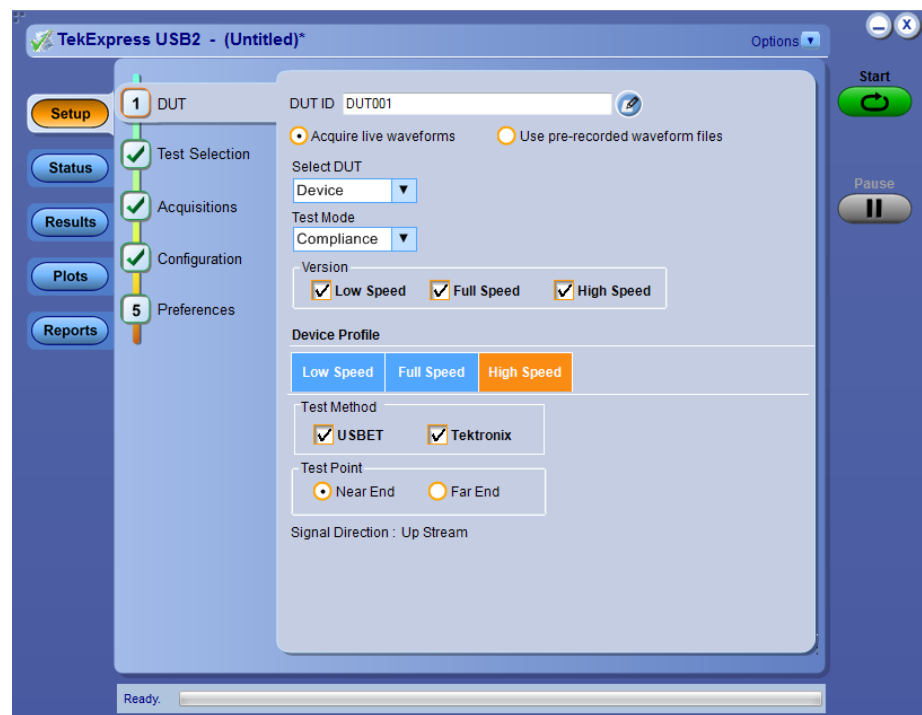 TekExpress USB2 - (Untitled)*
Options
Start
Pause
Setup
Status
Results
Plots
Reports
1 DUT
Test Selection
Acquisitions
Configuration
5 Preferences
DUT ID DUT001
Acquire live waveforms Use pre-recorded waveform files
Select DUT
Device
Test Mode
Compliance
Version
Low Speed Full Speed High Speed
Device Profile
Low Speed Full Speed High Speed
Test Method
USBET Tektronix
Test Point
Near End Far End
Signal Direction : Up Stream
Ready.